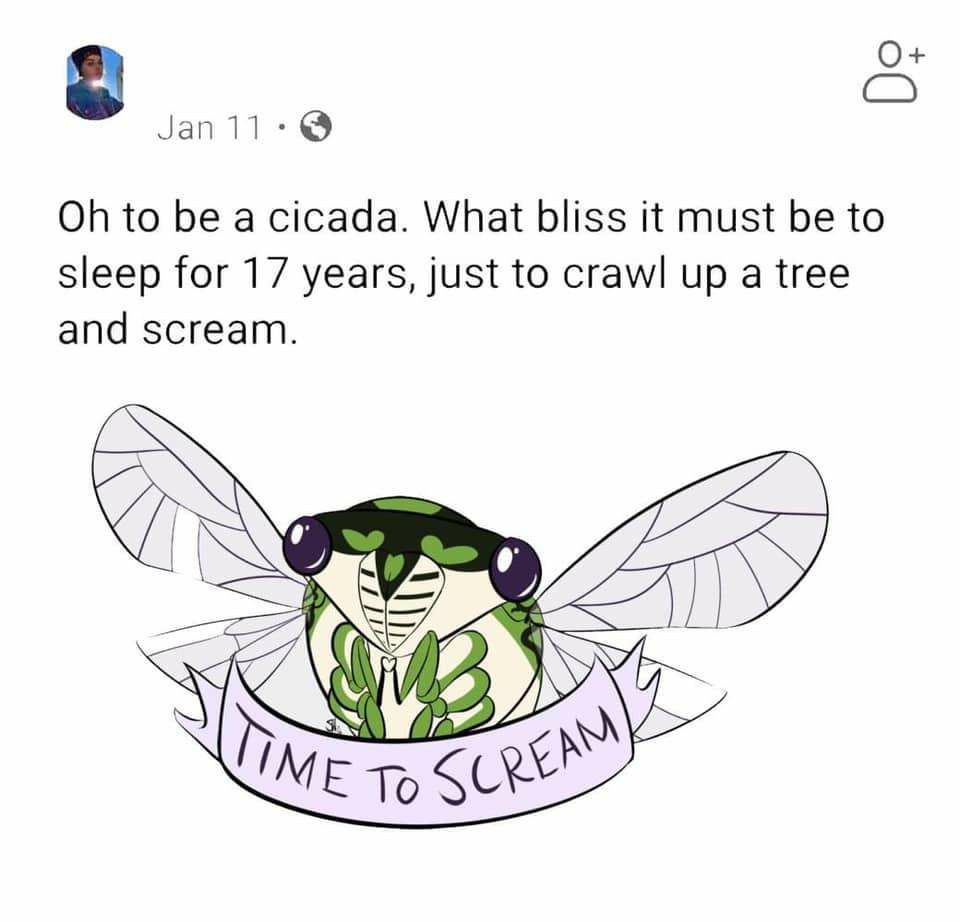 Jan 11 •
Oh to be a cicada. What bliss it must be to
sleep for 17 years, just to crawl up a tree
and scream.
TIME TO SCREAM